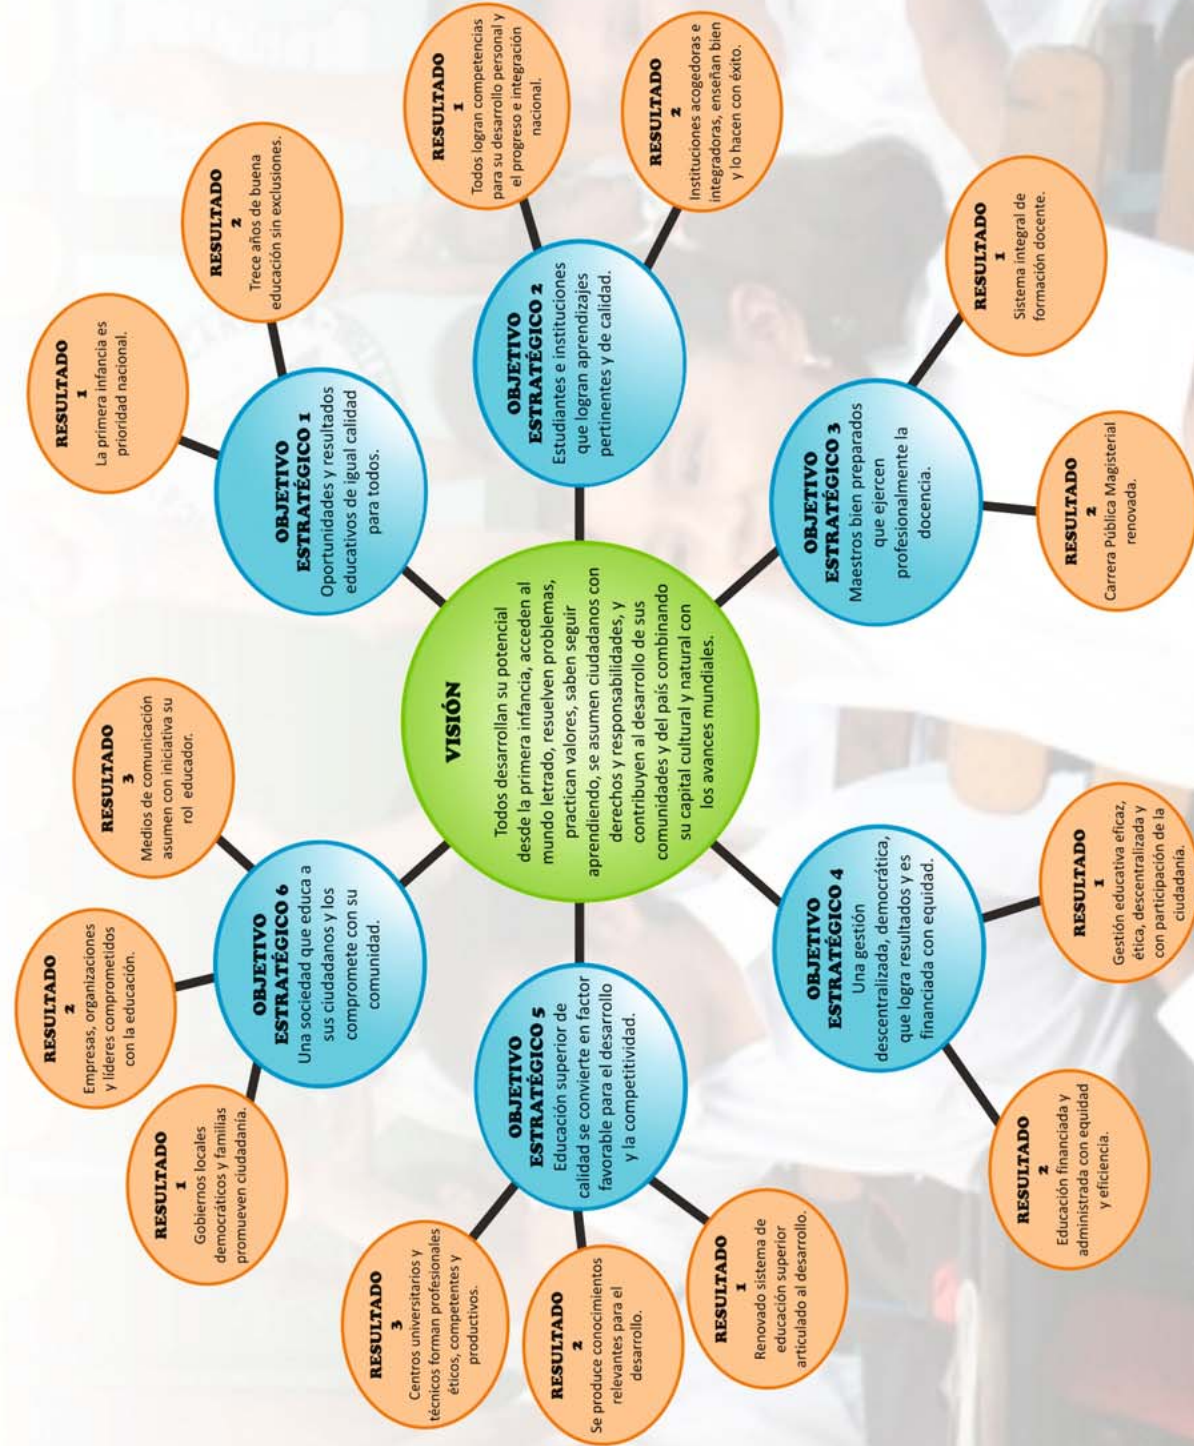 VISIÓN
Todos desarrollan su potencial
desde la primera infancia, acceden al
mundo letrado, resuelven problemas,
practican valores, saben seguir
aprendiendo, se asumen ciudadanos con
derechos y responsabilidades, y
contribuyen al desarrollo de sus
comunidades y del país combinando
su capital cultural y natural con
los avances mundiales.
OBJETIVO
ESTRATÉGICO 1
Oportunidades y resultados
educativos de igual calidad
para todos.
RESULTADO
1
La primera infancia es
prioridad nacional.
RESULTADO
2
Trece años de buena
educación sin exclusiones.
OBJETIVO
ESTRATÉGICO 2
Estudiantes e instituciones
que logran aprendizajes
pertinentes y de calidad.
RESULTADO
1
Todos logran competencias
para su desarrollo personal y
el progreso e integración
nacional.
RESULTADO
2
Instituciones acogedoras e
integradoras, enseñan bien
y lo hacen con éxito.
OBJETIVO
ESTRATÉGICO 3
Maestros bien preparados
que ejercen
profesionalmente la
docencia.
RESULTADO
1
Sistema integral de
formación docente.
RESULTADO
2
Carrera Pública Magisterial
renovada.
OBJETIVO
ESTRATÉGICO 4
Una gestión
descentralizada, democrática,
que logra resultados y es
financiada con equidad.
RESULTADO
1
Gestión educativa eficaz,
ética, descentralizada y
con participación de la
ciudadanía.
RESULTADO
2
Educación financiada y
administrada con equidad
y eficiencia.
OBJETIVO
ESTRATÉGICO 5
Educación superior de
calidad se convierte en factor
favorable para el desarrollo
y la competitividad.
RESULTADO
1
Renovado sistema de
educación superior
articulado al desarrollo.
RESULTADO
2
Se produce conocimientos
relevantes para el
desarrollo.
RESULTADO
3
Centros universitarios y
técnicos forman profesionales
éticos, competentes y
productivos.
OBJETIVO
ESTRATÉGICO 6
Una sociedad que educa a
sus ciudadanos y los
compromete con su
comunidad.
RESULTADO
1
Gobiernos locales
democráticos y familias
promueven ciudadanía.
RESULTADO
2
Empresas, organizaciones
y líderes comprometidos
con la educación.
RESULTADO
3
Medios de comunicación
asumen con iniciativa su
rol educador.